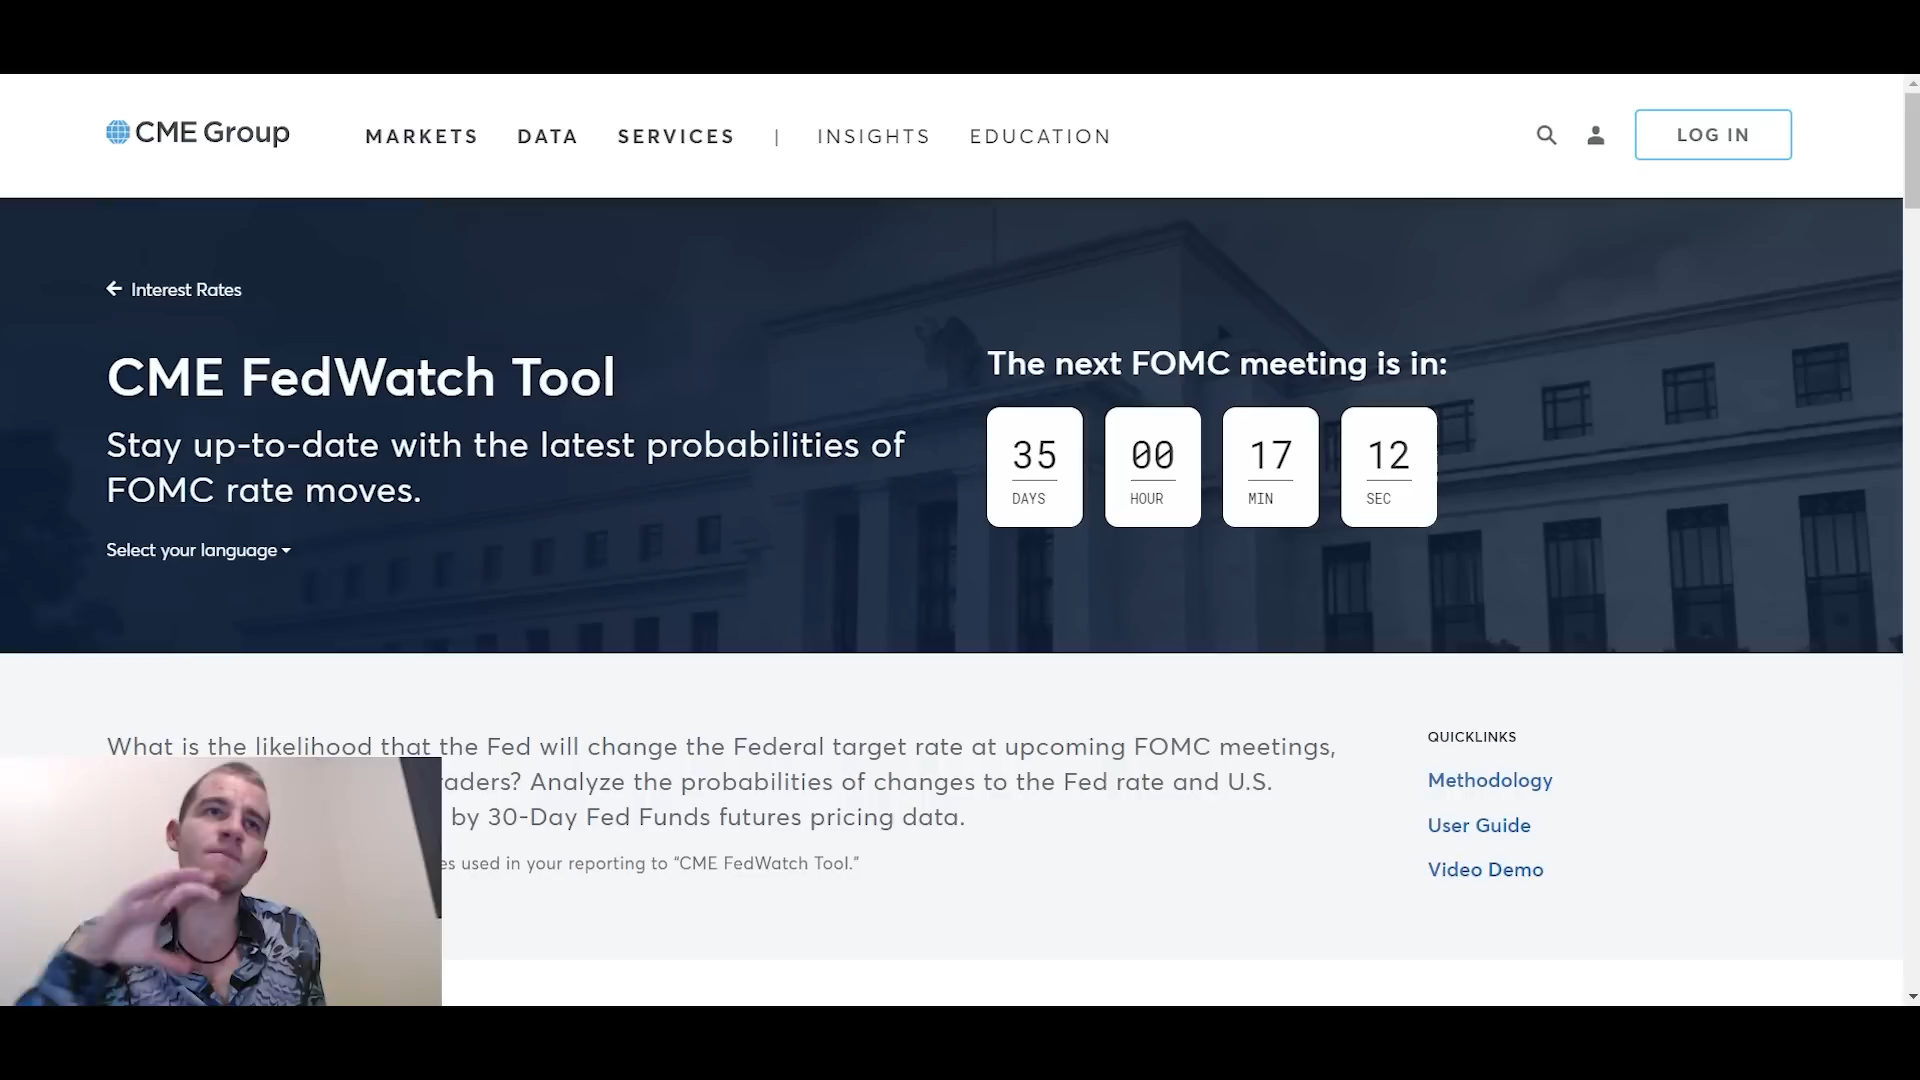 CME Group
MARKETS DATA SERVICES | INSIGHTS EDUCATION
LOG IN
Interest Rates
CME FedWatch Tool
Stay up-to-date with the latest probabilities of
FOMC rate moves.
Select your language
The next FOMC meeting is in:
35 00 17 12
DAYS HOUR MIN SEC
What is the likelihood that the Fed will change the Federal target rate at upcoming FOMC meetings,
? Analyze the probabilities of changes to the Fed rate and U.S.
by 30-Day Fed Funds futures pricing data.
used in your reporting to “CME FedWatch Tool.”
QUICKLINKS
Methodology
User Guide
Video Demo